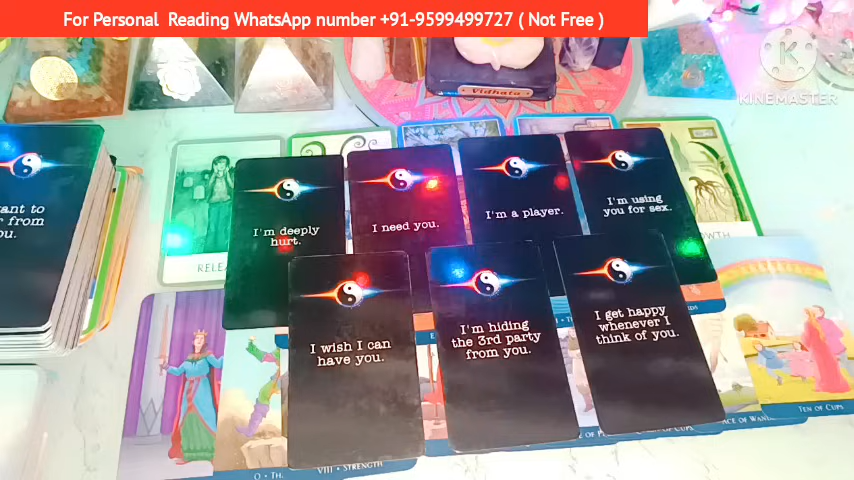 For Personal Reading WhatsApp number +91-9599499727 ( Not Free )
K
KINEMASTER
Vidhata
I'm deeply
hurt.
I need you.
I'm a player.
I'm using
you for sex.
from
I wish I can
have you.
I'm hiding
the 3rd party
from you.
I get happy
whenever I
think of you.
VIII • STRENGTH
TEN OF CUPS